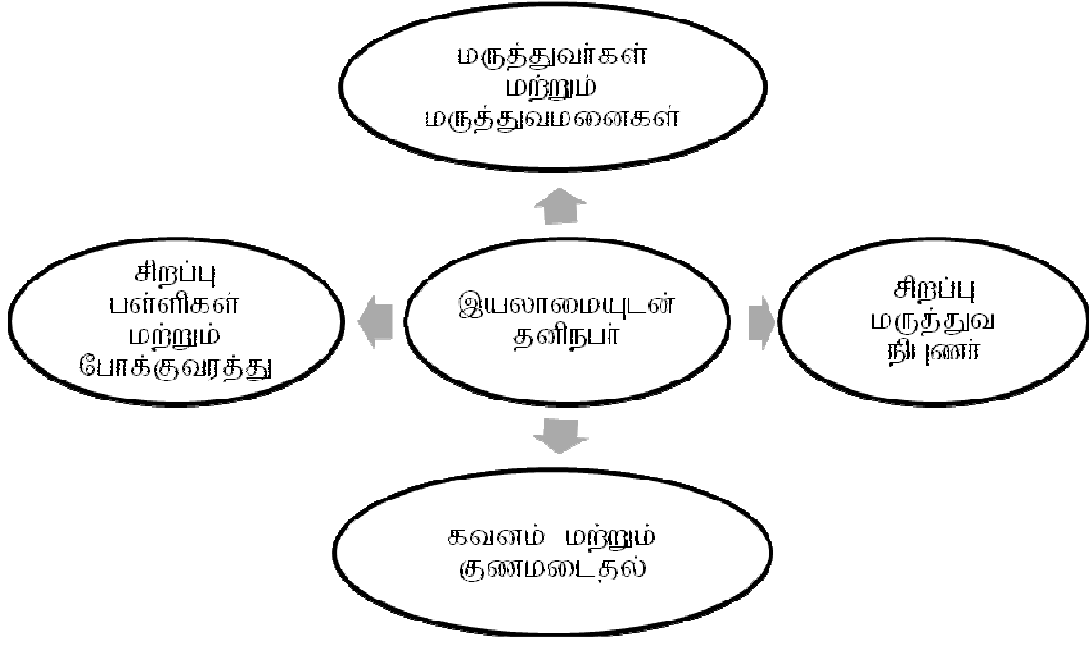 மருத்துவர்கள்
மற்றும்
மருத்துவமனைகள்
சிறப்பு
பள்ளிகள்
மற்றும்
போக்குவரத்து
இயலாமையுடன்
தனிநபர்
சிறப்பு
மருத்துவ
நிபுணர்
கவனம் மற்றும்
குணமடைதல்